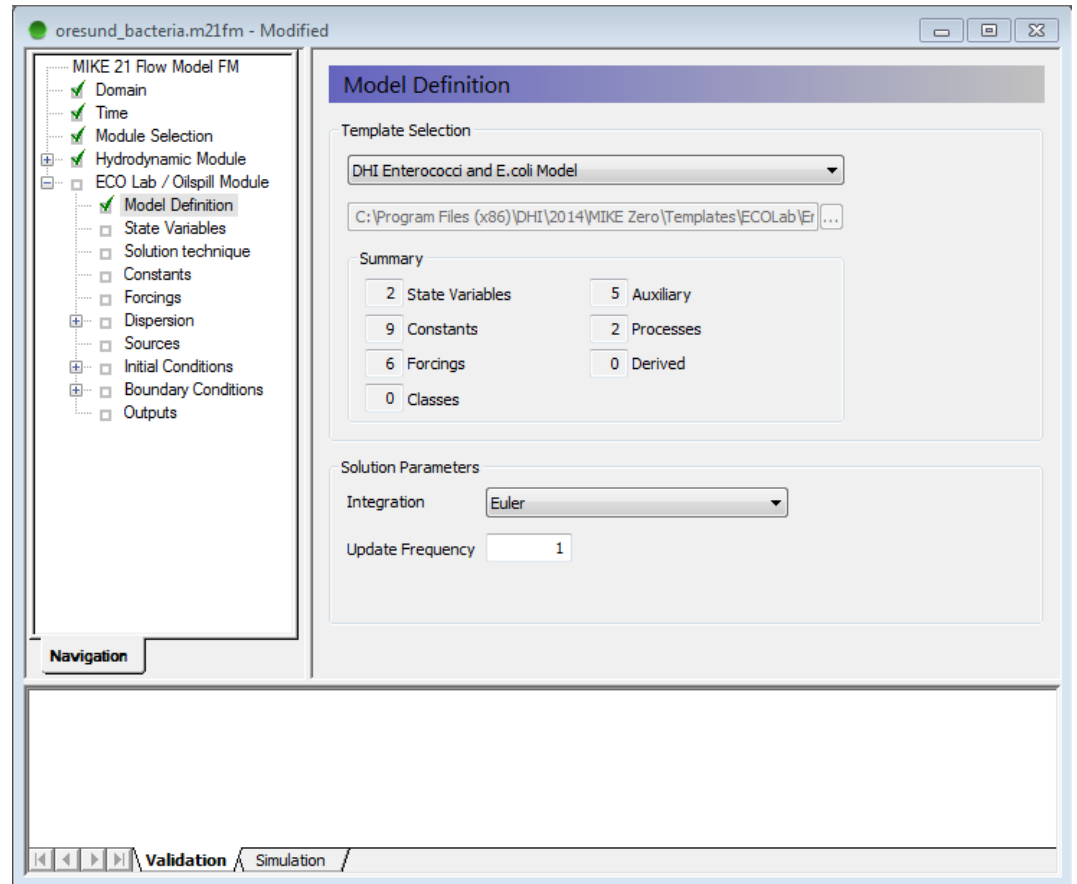 oresund_bacteria.m21fm - Modified
MIKE 21 Flow Model FM
Domain
Time
Module Selection
Hydrodynamic Module
ECO Lab / Oilspill Module
Model Definition
State Variables
Solution technique
Constants
Forcings
Dispersion
Sources
Initial Conditions
Boundary Conditions
Outputs
Navigation
Model Definition
Template Selection
DHI Enterococci and E.coli Model
C:\Program Files (x86)\DHI\2014\MIKE Zero\Templates\ECOLab\Er ...
Summary
2 State Variables 5 Auxiliary
9 Constants 2 Processes
6 Forcings 0 Derived
0 Classes
Solution Parameters
Integration Euler
Update Frequency 1
Validation Simulation